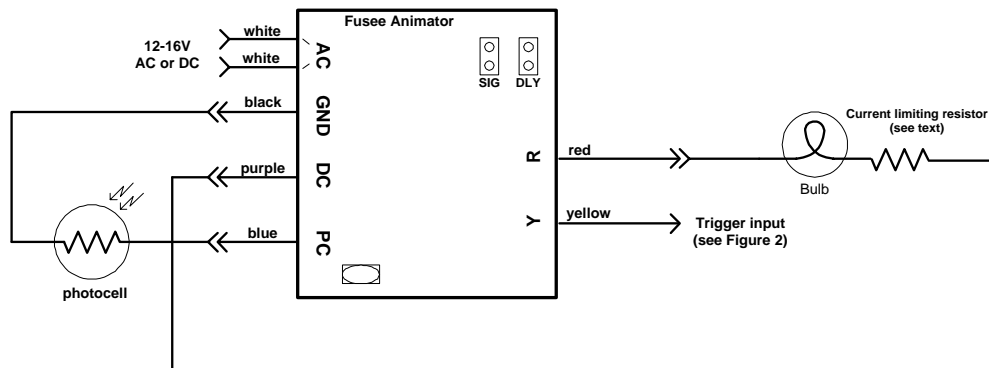 Fusee Animator
white
12-16V
AC or DC
white
AC
SIG
DLY
black
GND
Current limiting resistor
(see text)
R
red
purple
DC
Bulb
yellow
Y
Trigger input
(see Figure 2)
blue
PC
photocell